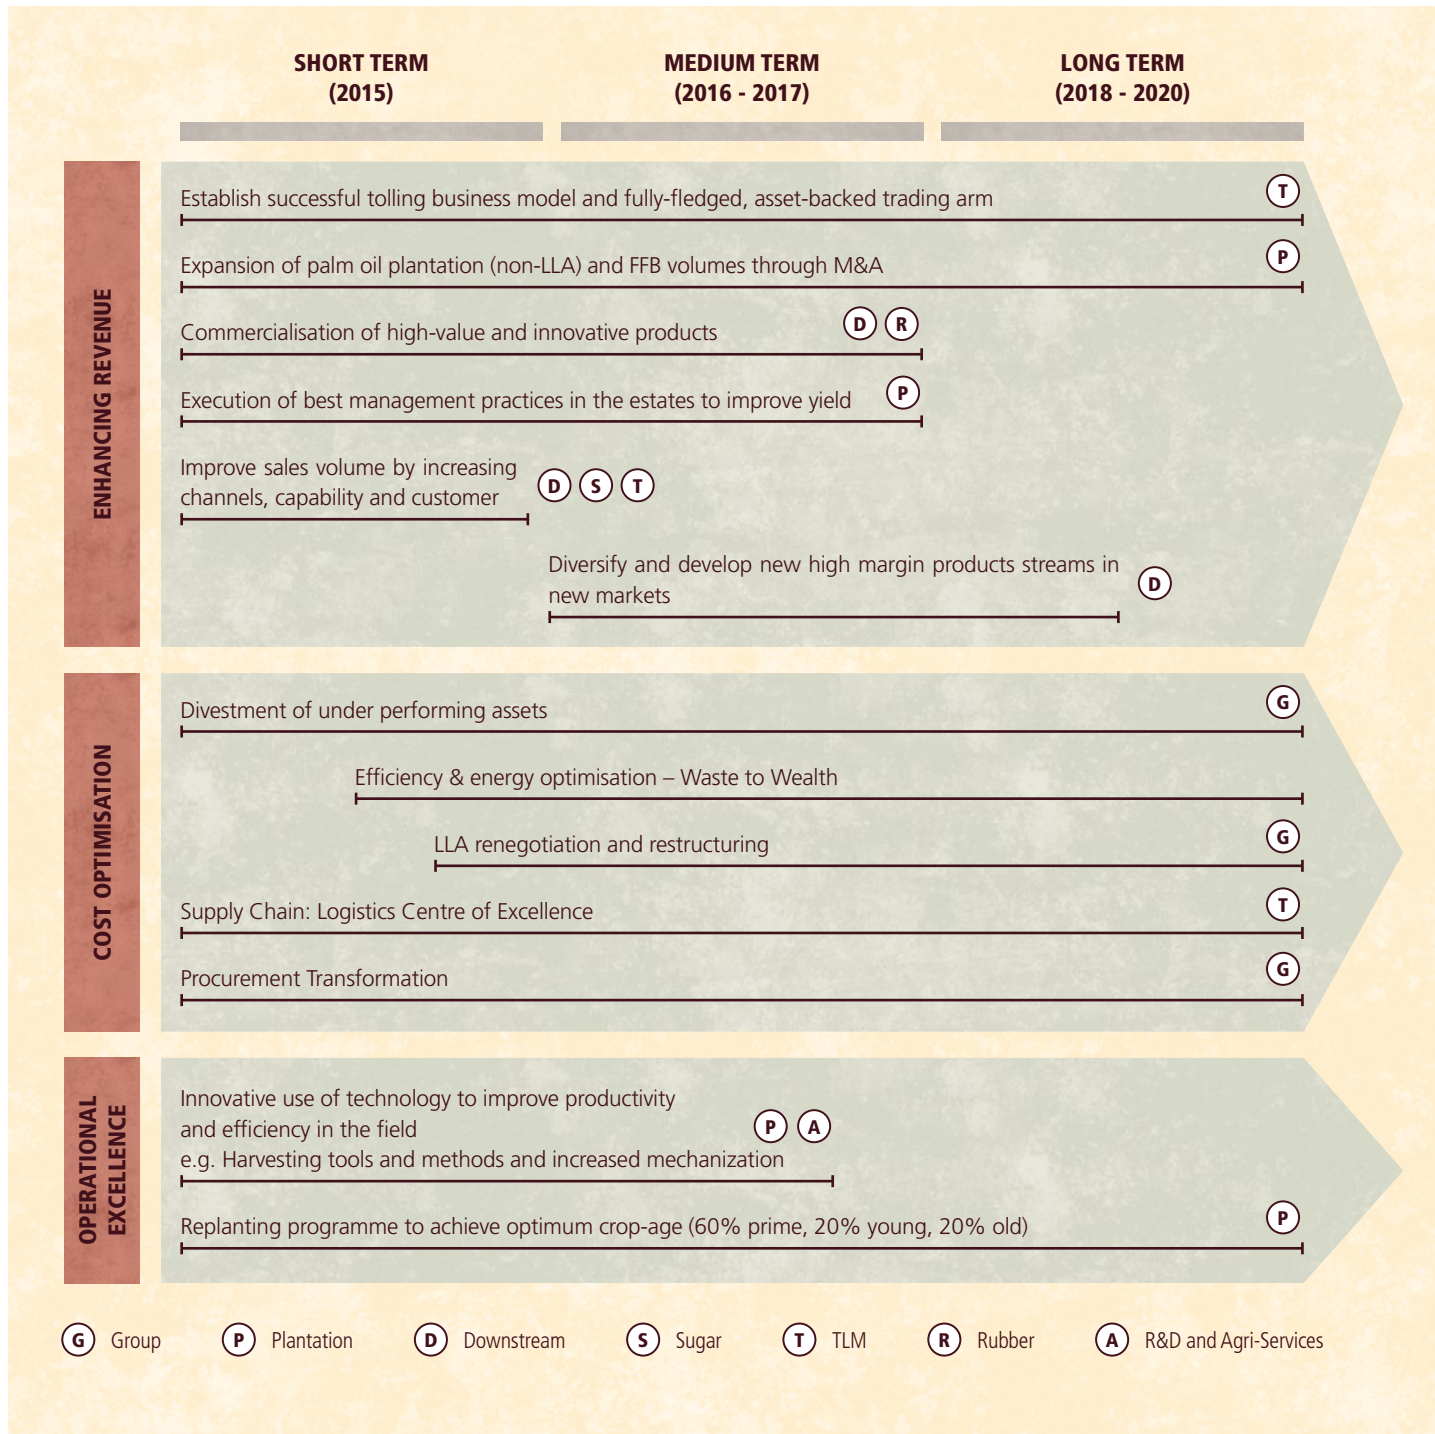 SHORT TERM
(2015)
MEDIUM TERM
(2016 - 2017)
LONG TERM
(2018 - 2020)
ENHANCING REVENUE
Establish successful tolling business model and fully-fledged, asset-backed trading arm
T
Expansion of palm oil plantation (non-LLA) and FFB volumes through M&A
P
Commercialisation of high-value and innovative products
D R
Execution of best management practices in the estates to improve yield
P
Improve sales volume by increasing
channels, capability and customer
D S T
Diversify and develop new high margin products streams in
new markets
D
COST OPTIMISATION
Divestment of under performing assets
G
Efficiency & energy optimisation – Waste to Wealth
LLA renegotiation and restructuring
G
Supply Chain: Logistics Centre of Excellence
T
Procurement Transformation
G
OPERATIONAL
EXCELLENCE
Innovative use of technology to improve productivity
and efficiency in the field
e.g. Harvesting tools and methods and increased mechanization
P A
Replanting programme to achieve optimum crop-age (60% prime, 20% young, 20% old)
P
G Group P Plantation D Downstream S Sugar T TLM R Rubber A R&D and Agri-Services